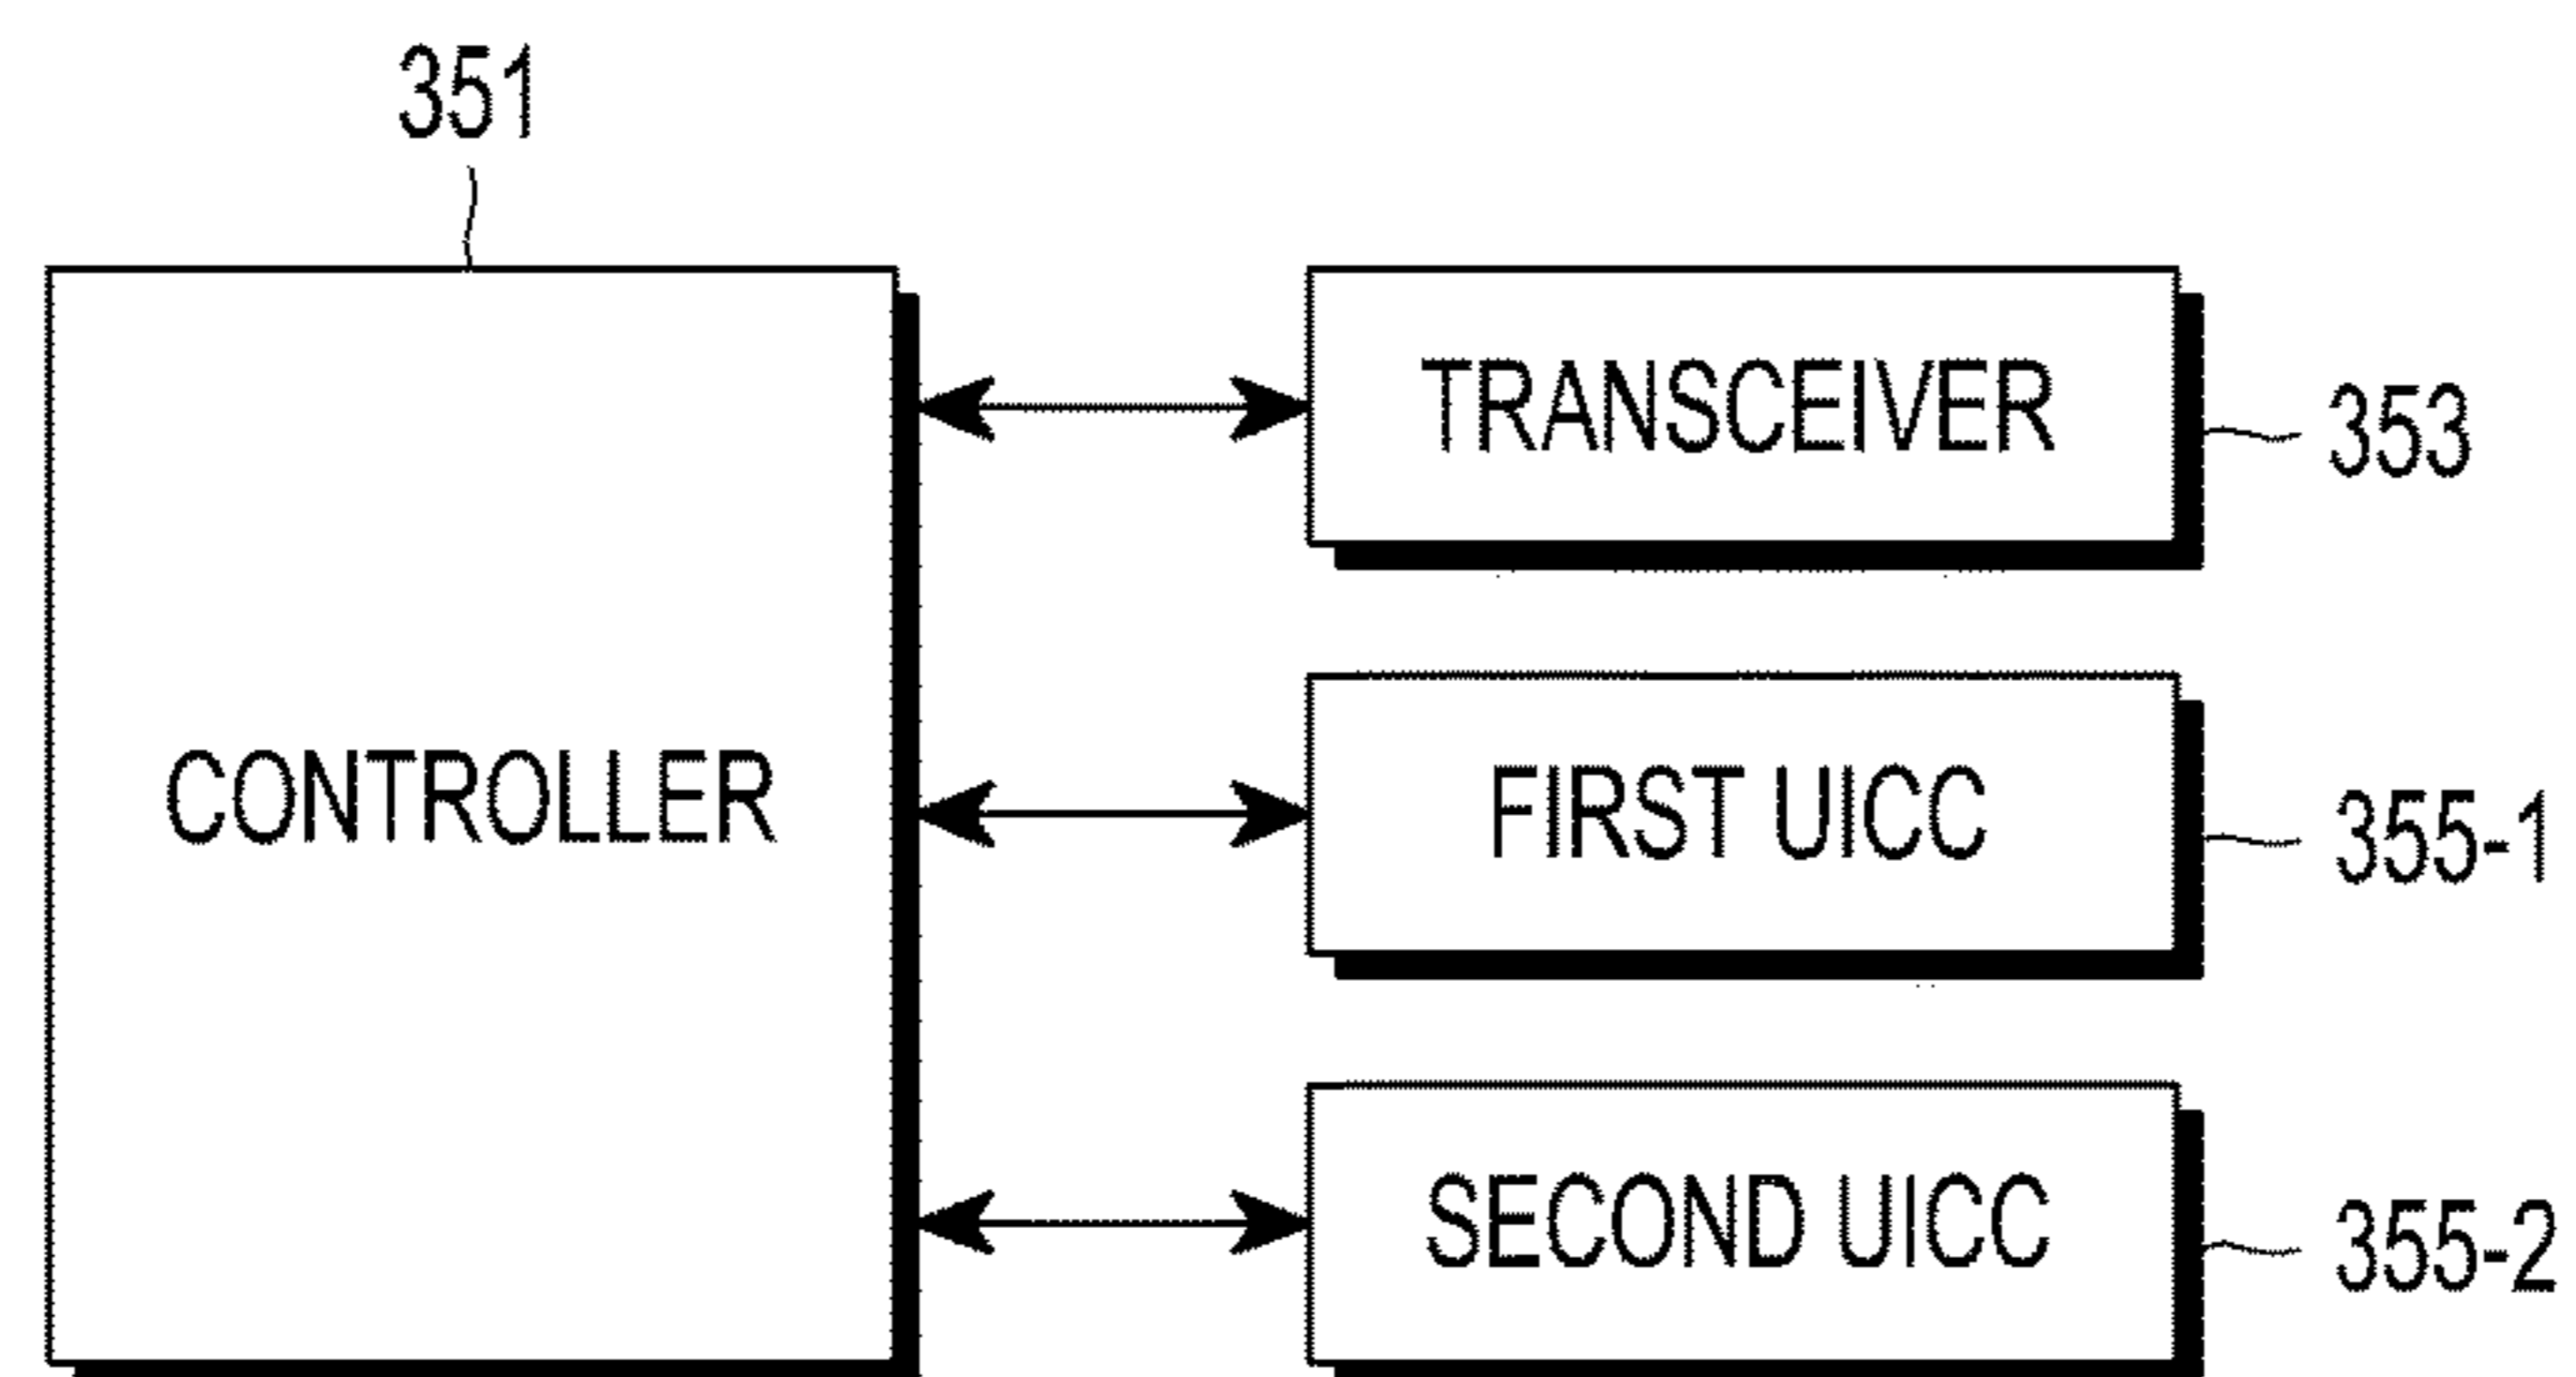 351
TRANSCEIVER
353
CONTROLLER
FIRST UICC
355-1
SECOND UICC
355-2